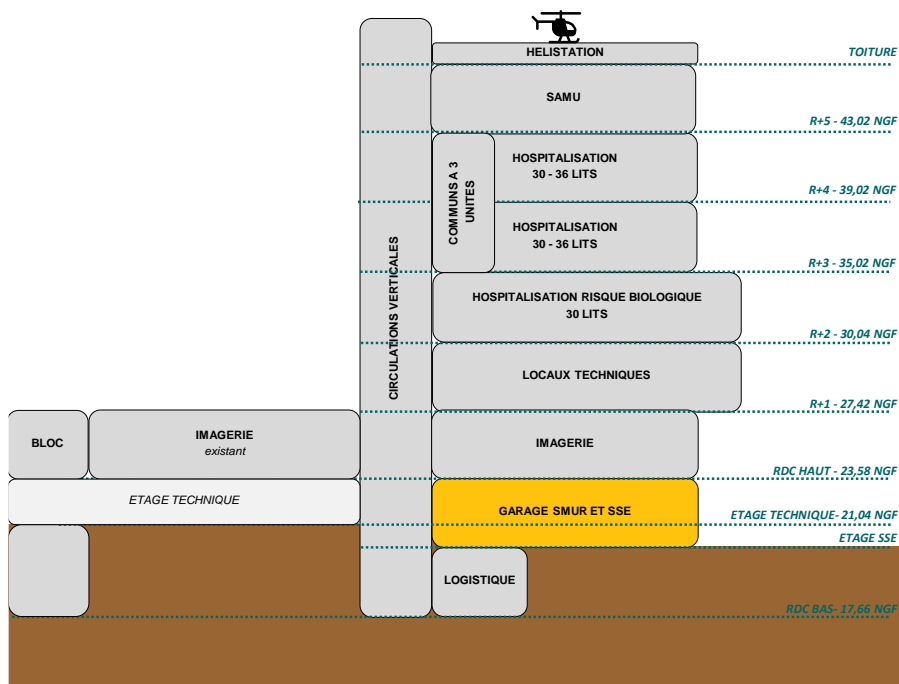 HELISTATION
TOITURE
SAMU
R+5 - 43,02 NGF
HOSPITALISATION
30 - 36 LITS
COMMUNS A 3
UNITES
R+4 - 39,02 NGF
HOSPITALISATION
30 - 36 LITS
R+3 - 35,02 NGF
CIRCULATIONS VERTICALES
HOSPITALISATION RISQUE BIOLOGIQUE
30 LITS
R+2 - 30,04 NGF
LOCAUX TECHNIQUES
R+1 - 27,42 NGF
BLOC
IMAGERIE
existant
IMAGERIE
RDC HAUT - 23,58 NGF
ETAGE TECHNIQUE
GARAGE SMUR ET SSE
ETAGE TECHNIQUE- 21,04 NGF
ETAGE SSE
LOGISTIQUE
RDC BAS- 17,66 NGF